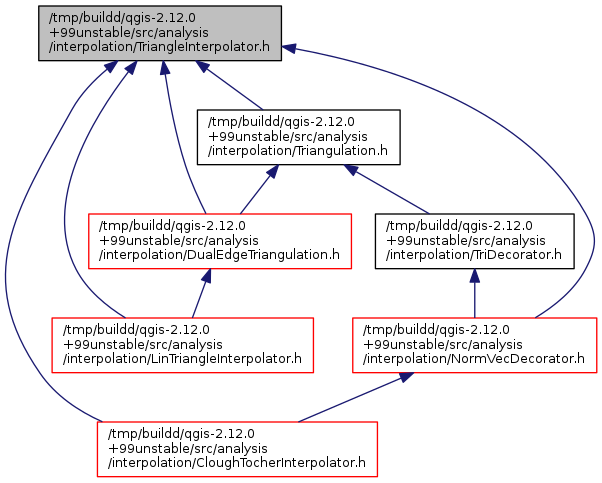 /tmp/buildd/qgis-2.12.0
+99unstable/src/analysis
/interpolation/TriangleInterpolator.h
/tmp/buildd/qgis-2.12.0
+99unstable/src/analysis
/interpolation/Triangulation.h
/tmp/buildd/qgis-2.12.0
+99unstable/src/analysis
/interpolation/DualEdgeTriangulation.h
/tmp/buildd/qgis-2.12.0
+99unstable/src/analysis
/interpolation/TriDecorator.h
/tmp/buildd/qgis-2.12.0
+99unstable/src/analysis
/interpolation/LinTriangleInterpolator.h
/tmp/buildd/qgis-2.12.0
+99unstable/src/analysis
/interpolation/NormVecDecorator.h
/tmp/buildd/qgis-2.12.0
+99unstable/src/analysis
/interpolation/CloughTocherInterpolator.h